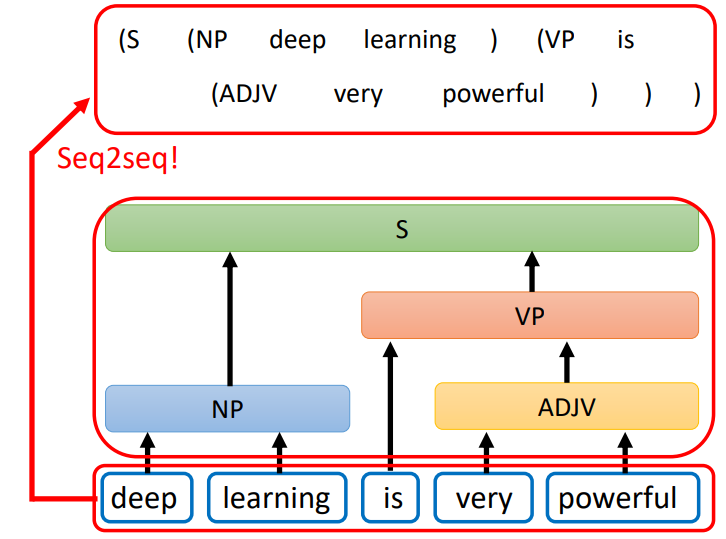 (S (NP deep learning ) (VP is
(ADJV very powerful ) ) )
Seq2seq!
S
VP
NP ADJV
deep learning is very powerful